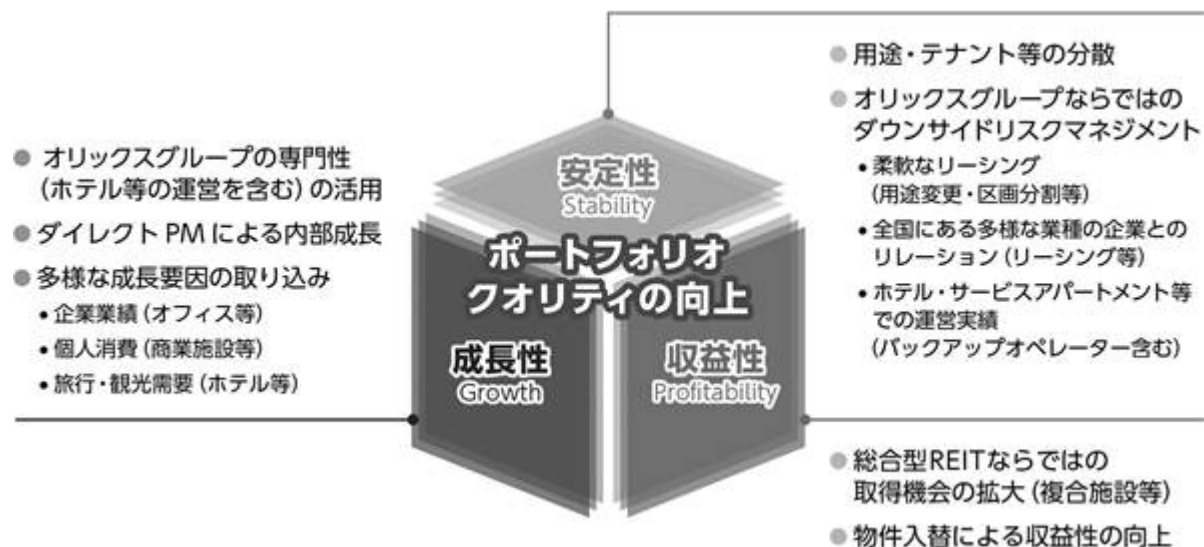 オリックスグループの専門性
(ホテル等の運営を含む)の活用
ダイレクトPMによる内部成長
多様な成長要因の取り込み
• 企業業績(オフィス等)
• 個人消費(商業施設等)
• 旅行・観光需要(ホテル等)
安定性
Stability
ポートフォリオ
クオリティの向上
成長性
Growth
収益性
Profitability
用途・テナント等の分散
オリックスグループならではの
ダウンサイドリスクマネジメント
• 柔軟なリーシング
(用途変更・区画分割等)
• 全国にある多様な業種の企業との
リレーション(リーシング等)
• ホテル・サービスアパートメント等
での運営実績
(バックアップオペレーター含む)
総合型REITならではの
取得機会の拡大(複合施設等)
物件入替による収益性の向上